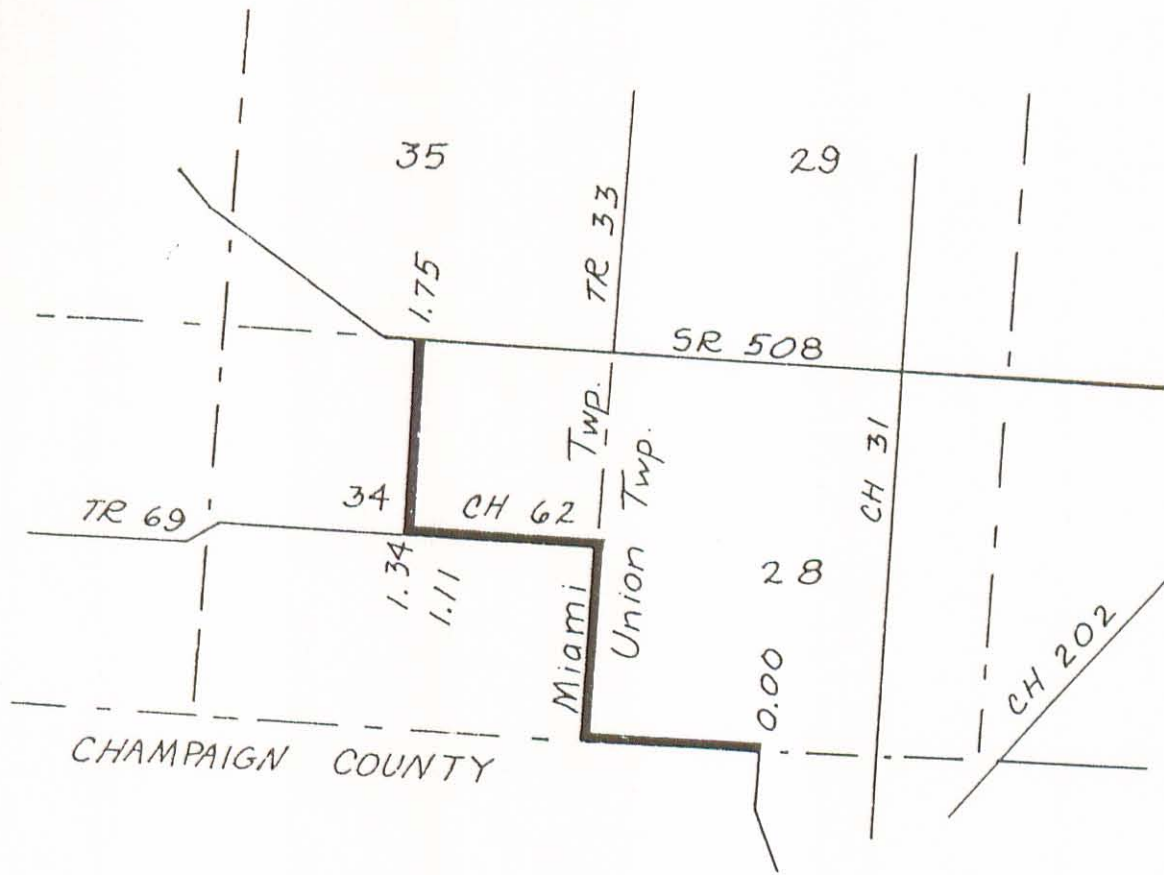 35
29
TR 33
1.75
SR 508
Twp.
Twp.
CH 31
TR 69
34
CH 62
1.34
1.11
28
Miami
Union
0.00
CH 202
CHAMPAIGN COUNTY